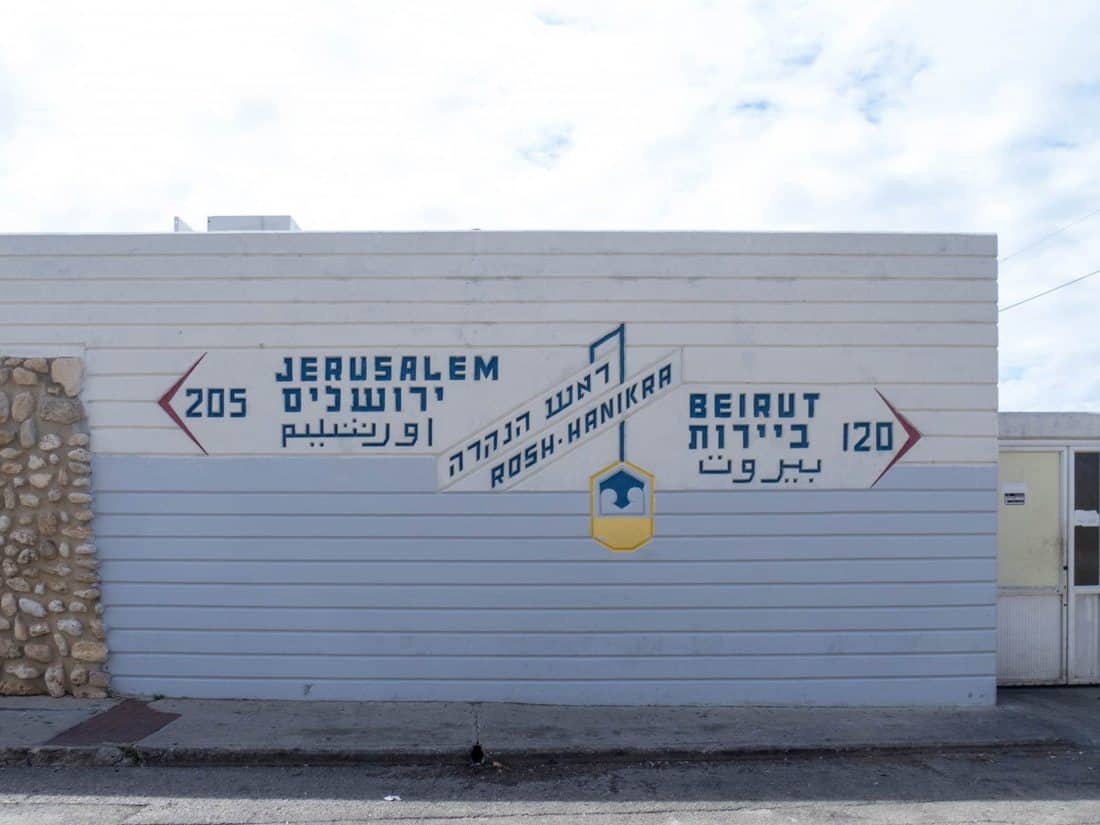 205
JERUSALEM
ירושלים
اورشليم
ראש הנקרה
ROSH-HANIKRA
BEIRUT
ביירות
بيروت
120